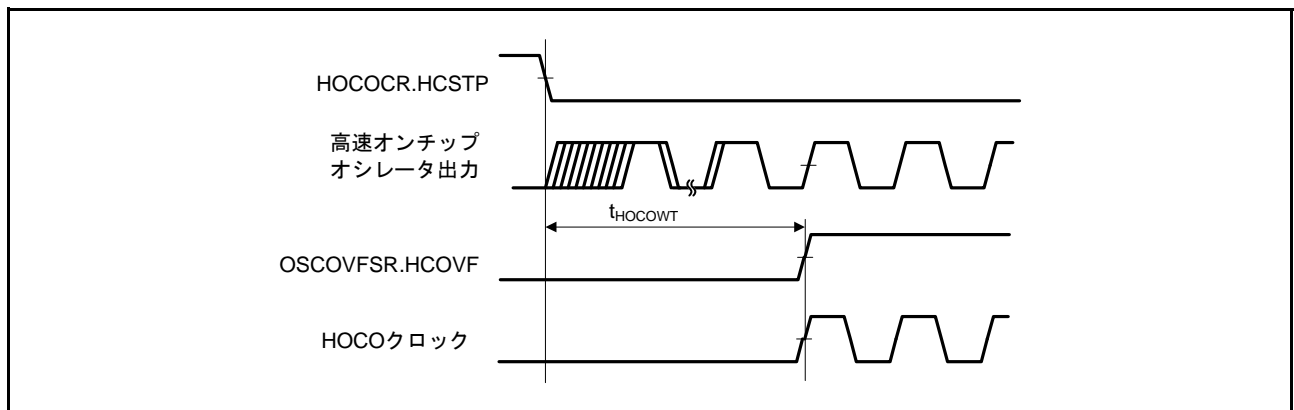 HOCOCR.HCSTP
高速オンチップ
オシレータ出力
tHOCOWT
OSCOVFSR.HCOVF
HOCOクロック